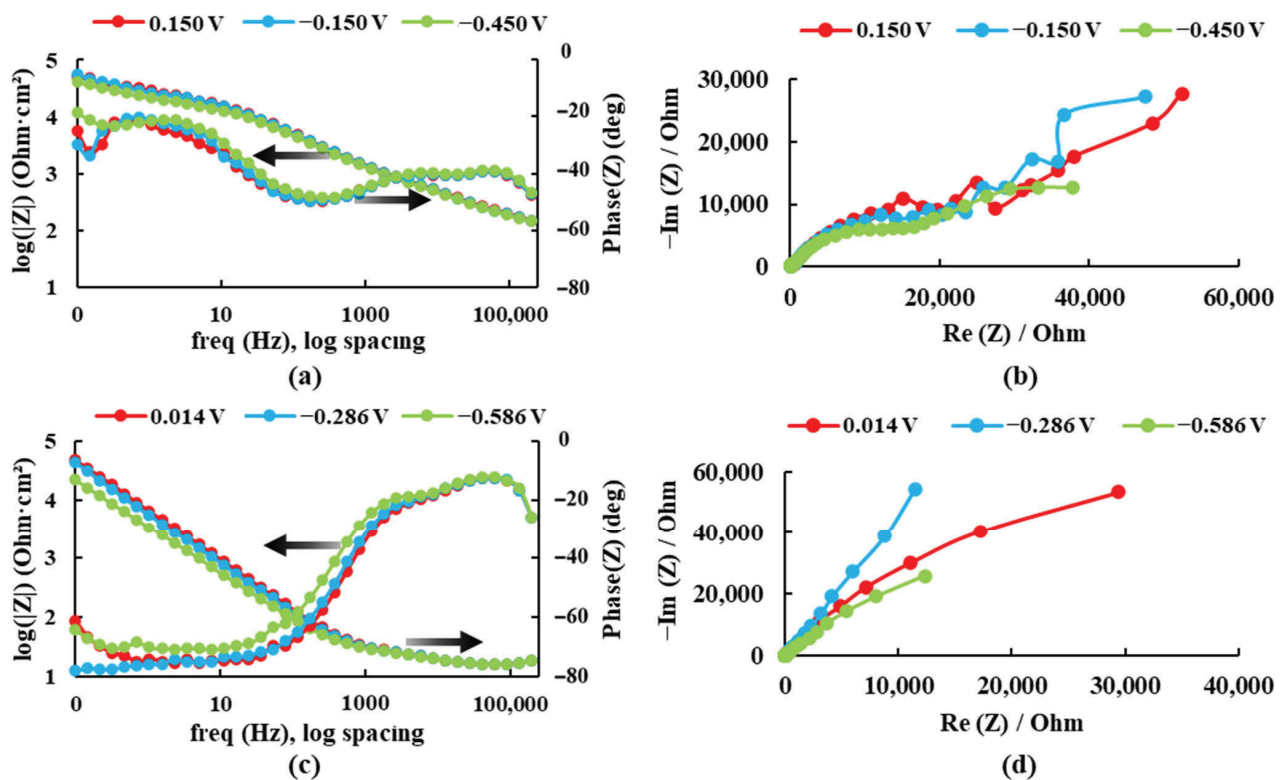 0.150 V −0.150 V −0.450 V
log(|Z|) (Ohm·cm²)
5
4
3
2
1
0
−20
−40
−60
−80
Phase(Z) (deg)
0 10 1000 100,000
freq (Hz), log spacing
(a)
0.150 V −0.150 V −0.450 V
−Im (Z) / Ohm
30,000
20,000
10,000
0
0 20,000 40,000 60,000
Re (Z) / Ohm
(b)
0.014 V −0.286 V −0.586 V
log(|Z|) (Ohm·cm²)
5
4
3
2
1
0
−20
−40
−60
−80
Phase(Z) (deg)
0 10 1000 100,000
freq (Hz), log spacing
(c)
0.014 V −0.286 V −0.586 V
−Im (Z) / Ohm
60,000
40,000
20,000
0
0 10,000 20,000 30,000 40,000
Re (Z) / Ohm
(d)